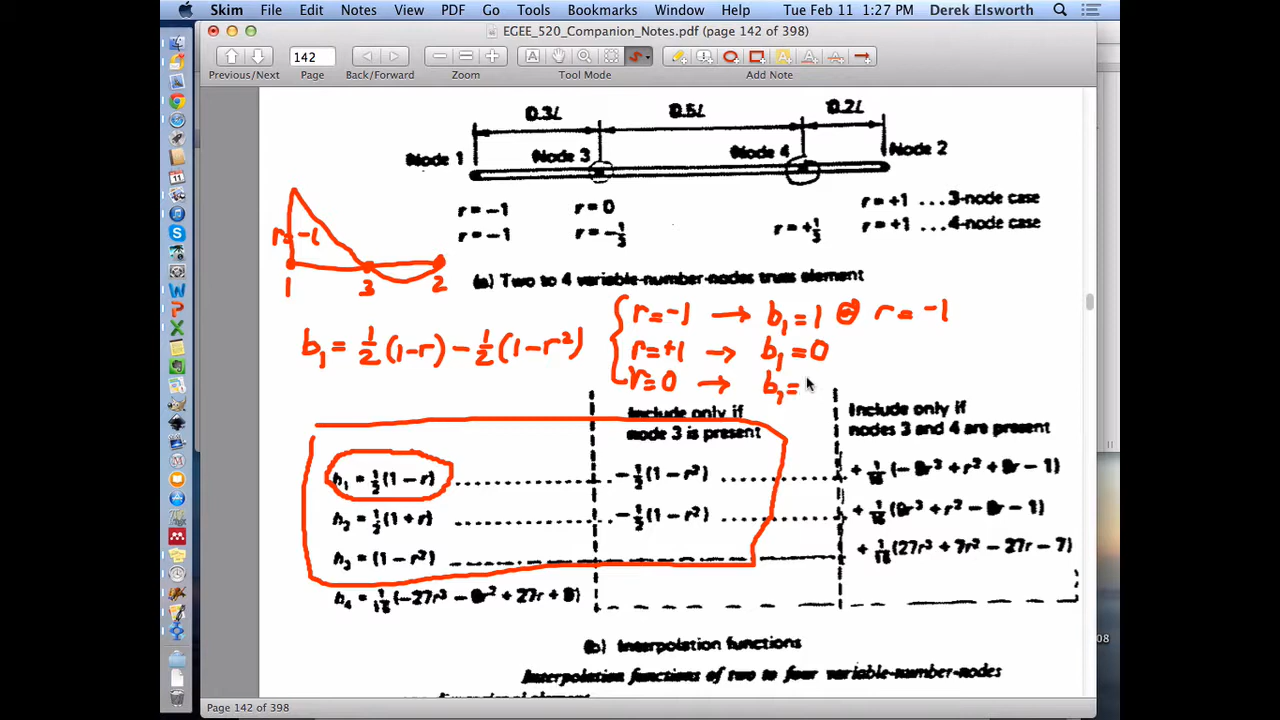 Skim File Edit View PDF Go Tools Bookmarks Window Help Tue Feb 11 1:27 PM Derek Elsworth
EGEE_520_Companion_Notes.pdf (page 142 of 398)
142
Previous/Next Page Back/Forward Zoom Tool Mode Add Note
0.3L 0.5L 0.2L
Node 1 Node 3 Node 4 Node 2
r = -1 r = 0 r = +1 ...3-node case
r = -1 r = -1/3 r = +1/3 r = +1 ...4-node case
r=-1
1 3 2
(a) Two to 4 variable-number-nodes truss element
h₁ = 1/2 (1-r) - 1/2 (1-r²)
r=-1 → h₁=1 @ r=-1
r=+1 → h₁=0
r=0 → h₁=
Include only if
node 3 is present
Include only if
nodes 3 and 4 are present
h₁ = 1/2 (1 - r) .......... - 1/2 (1 - r²) .......... + 1/16 (-9r³ + r² + 9r - 1)
h₂ = 1/2 (1 + r) .......... - 1/2 (1 - r²) .......... + 1/16 (9r³ + r² - 9r - 1)
h₃ = (1 - r²) + 1/16 (27r³ + 7r² - 27r - 7)
h₄ = 1/16 (-27r³ - 9r² + 27r + 9)
(b) Interpolation functions
Interpolation functions of two to four variable-number-nodes
Page 142 of 398